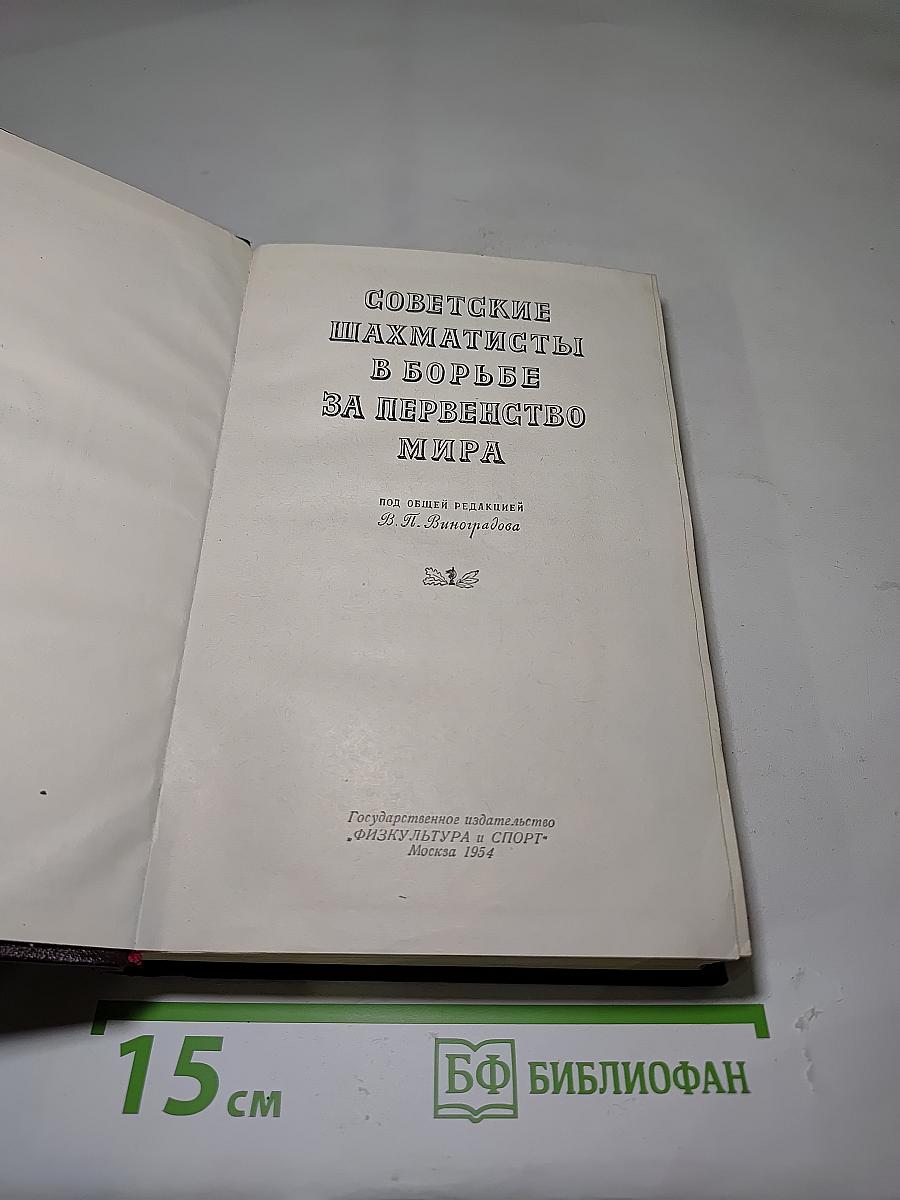 СОВЕТСКИЕ
ШАХМАТИСТЫ
В БОРЬБЕ
ЗА ПЕРВЕНСТВО
МИРА
ПОД ОБЩЕЙ РЕДАКЦИЕЙ
В. П. Виноградова
Государственное издательство
„ФИЗКУЛЬТУРА и СПОРТ“
Москва 1954
15 см
БФ БИБЛИОФАН